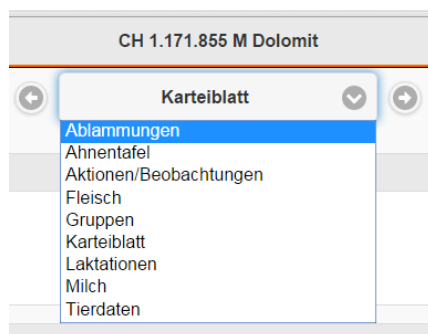 CH 1.171.855 M Dolomit
Karteiblatt
Ablammungen
Ahnentafel
Aktionen/Beobachtungen
Fleisch
Gruppen
Karteiblatt
Laktationen
Milch
Tierdaten